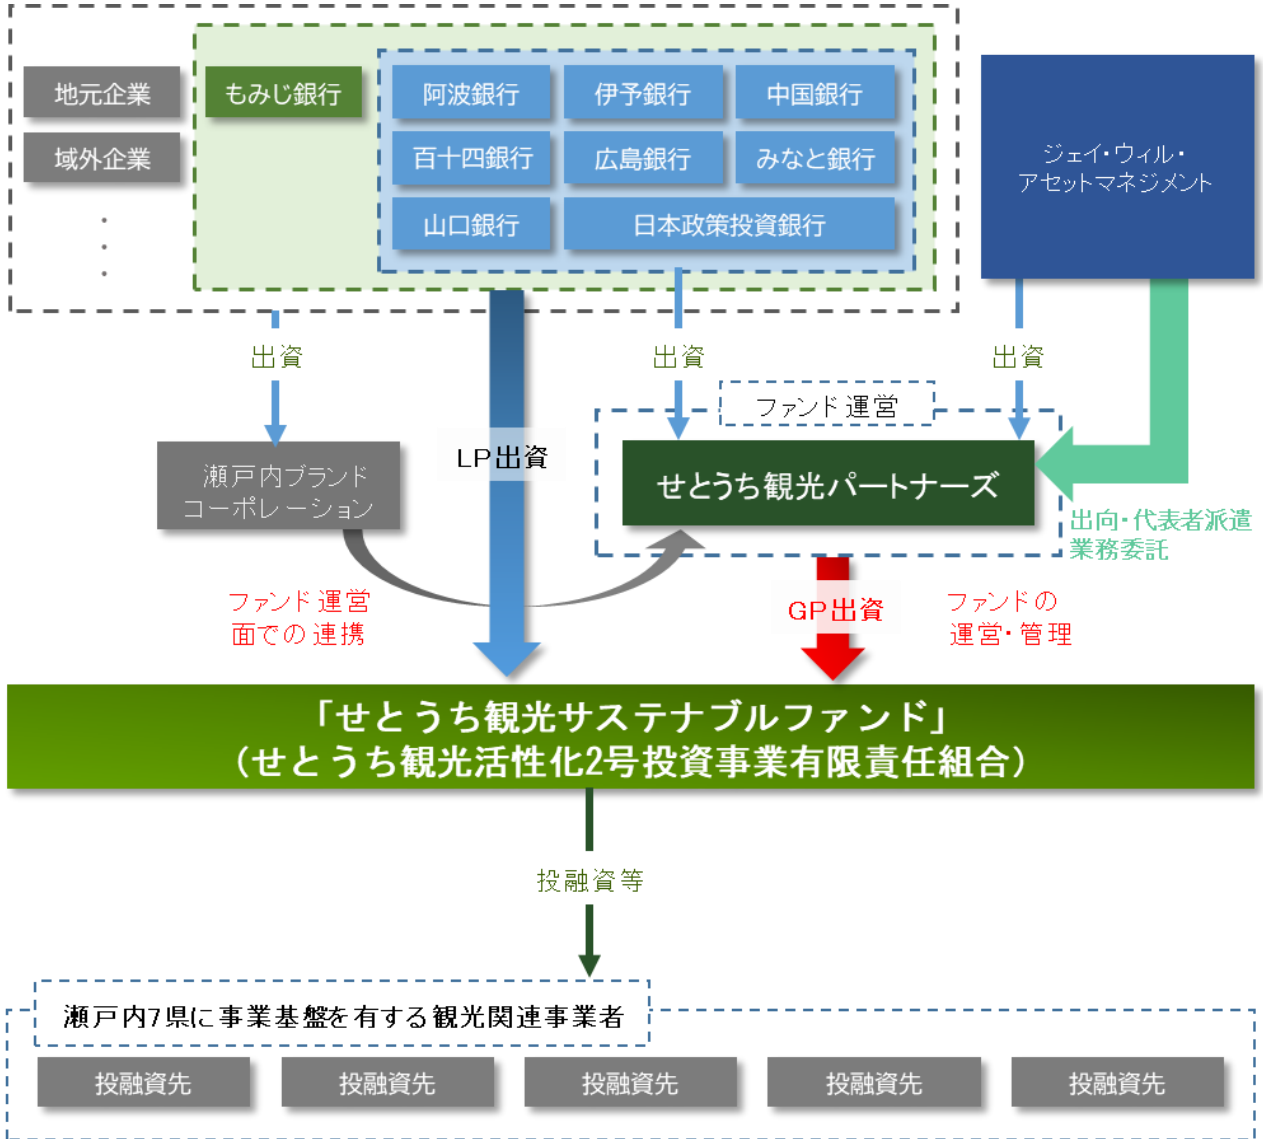 地元企業
もみじ銀行
阿波銀行
伊予銀行
中国銀行
域外企業
百十四銀行
広島銀行
みなと銀行
山口銀行
日本政策投資銀行
ジェイ・ウィル・
アセットマネジメント
出資
出資
出資
ファンド運営
LP出資
瀬戸内ブランド
コーポレーション
せとうち観光パートナーズ
出向・代表者派遣
業務委託
ファンド運営
面での連携
GP出資
ファンドの
運営・管理
「せとうち観光サステナブルファンド」
(せとうち観光活性化2号投資事業有限責任組合)
投融資等
瀬戸内7県に事業基盤を有する観光関連事業者
投融資先
投融資先
投融資先
投融資先
投融資先